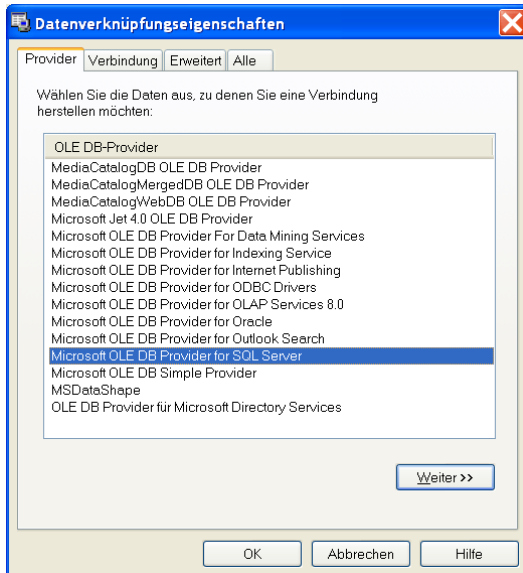 Datenverknüpfungseigenschaften
Provider Verbindung Erweitert Alle
Wählen Sie die Daten aus, zu denen Sie eine Verbindung
herstellen möchten:
OLE DB-Provider
MediaCatalogDB OLE DB Provider
MediaCatalogMergedDB OLE DB Provider
MediaCatalogWebDB OLE DB Provider
Microsoft Jet 4.0 OLE DB Provider
Microsoft OLE DB Provider For Data Mining Services
Microsoft OLE DB Provider for Indexing Service
Microsoft OLE DB Provider for Internet Publishing
Microsoft OLE DB Provider for ODBC Drivers
Microsoft OLE DB Provider for OLAP Services 8.0
Microsoft OLE DB Provider for Oracle
Microsoft OLE DB Provider for Outlook Search
Microsoft OLE DB Provider for SQL Server
Microsoft OLE DB Simple Provider
MSDataShape
OLE DB Provider für Microsoft Directory Services
Weiter >>
OK Abbrechen Hilfe